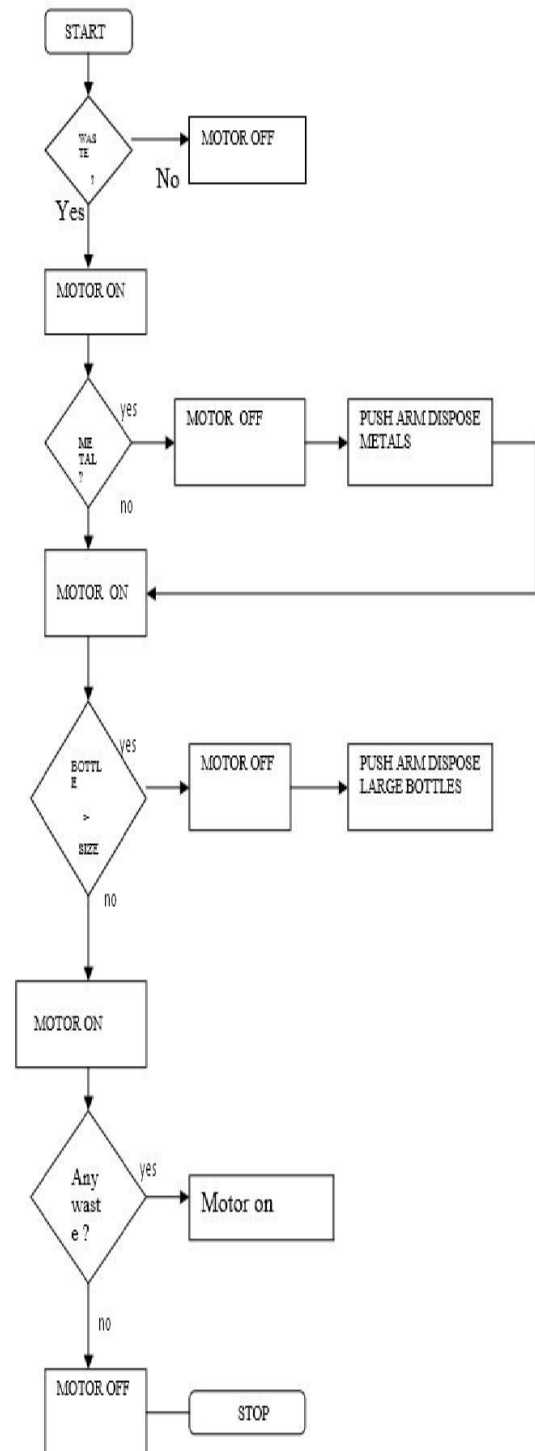 START
WAS
TE
?
MOTOR OFF
No
Yes
MOTOR ON
yes
ME
TAL
?
MOTOR OFF
PUSH ARM DISPOSE
METALS
no
MOTOR ON
yes
BOTTL
E
>
SIZE
MOTOR OFF
PUSH ARM DISPOSE
LARGE BOTTLES
no
MOTOR ON
yes
Any
wast
e ?
Motor on
no
MOTOR OFF
STOP